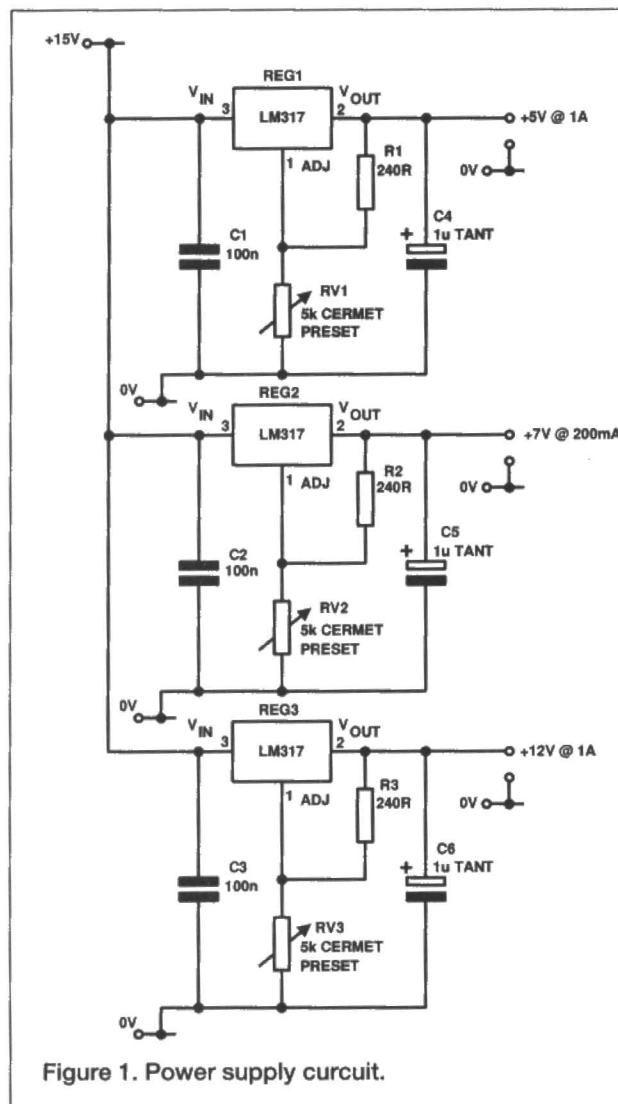 +15V
REG1
VIN
3
LM317
VOUT
2
+5V @ 1A
1 ADJ
R1
240R
0V
C4
+ 1u TANT
C1
100n
RV1
5k CERMET
PRESET
0V
REG2
VIN
3
LM317
VOUT
2
+7V @ 200mA
1 ADJ
R2
240R
0V
C5
+ 1u TANT
C2
100n
RV2
5k CERMET
PRESET
0V
REG3
VIN
3
LM317
VOUT
2
+12V @ 1A
1 ADJ
R3
240R
0V
C6
+ 1u TANT
C3
100n
RV3
5k CERMET
PRESET
0V
Figure 1. Power supply curcuit.